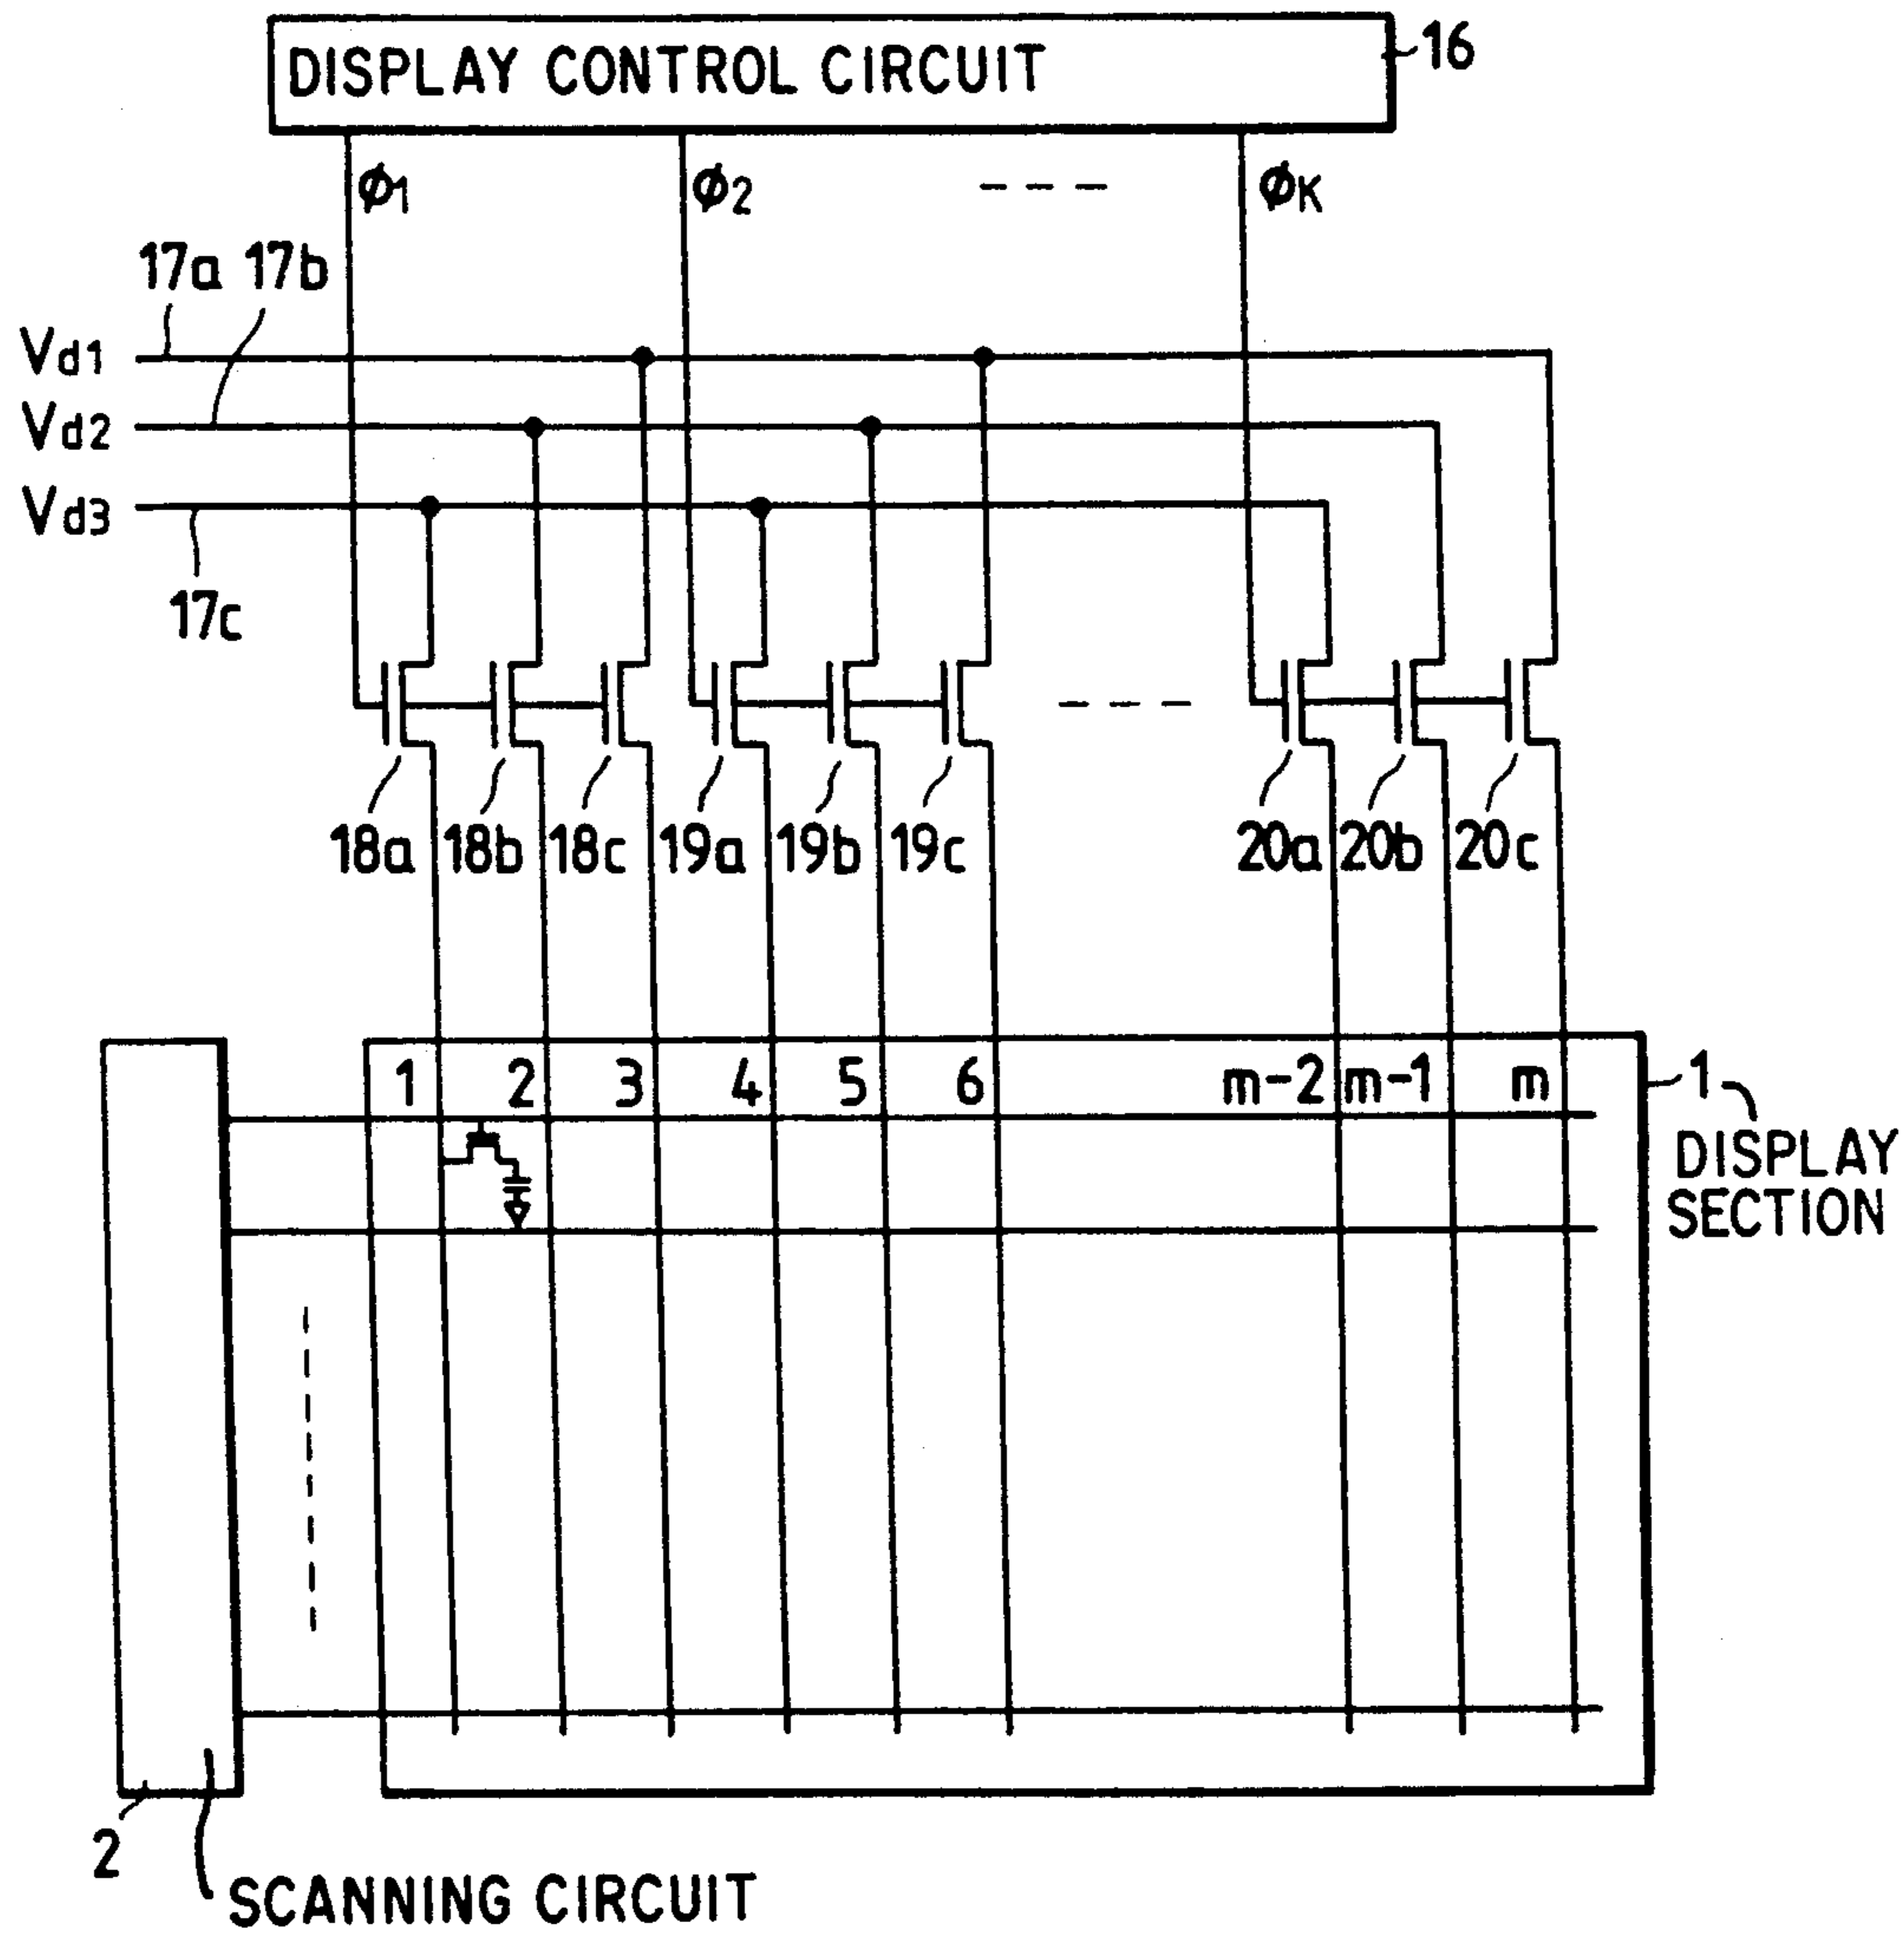 DISPLAY CONTROL CIRCUIT
16
ϕ1 ϕ2 --- ϕK
17a 17b
Vd1
Vd2
Vd3
17c
---
18a 18b 18c 19a 19b 19c 20a 20b 20c
1 2 3 4 5 6 m-2 m-1 m
1
DISPLAY
SECTION
2
SCANNING CIRCUIT